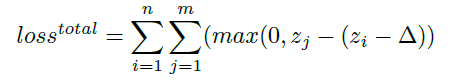 loss^{total} = \sum_{i=1}^{n} \sum_{j=1}^{m} (max(0, z_j - (z_i - \Delta))